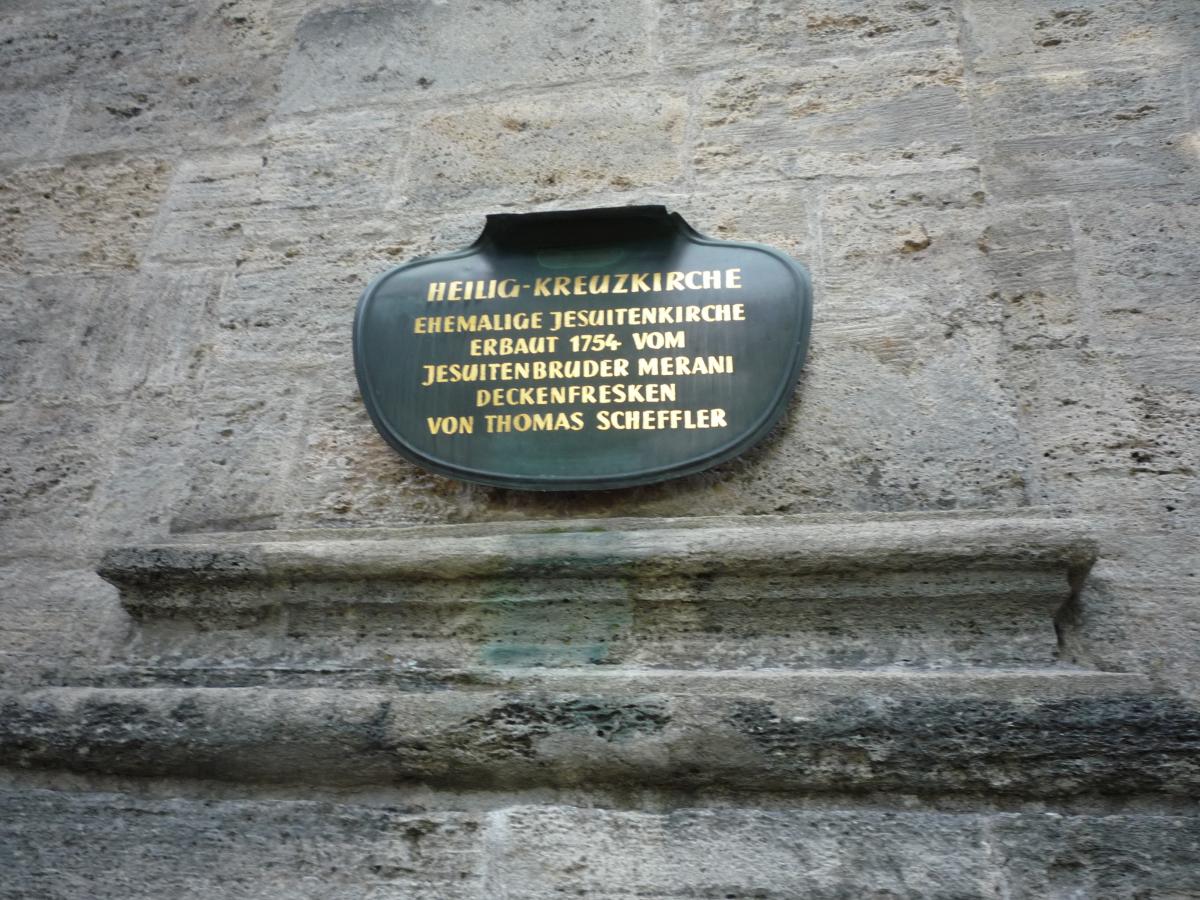 HEILIG-KREUZKIRCHE
EHEMALIGE JESUITENKIRCHE
ERBAUT 1754 VOM
JESUITENBRUDER MERANI
DECKENFRESKEN
VON THOMAS SCHEFFLER